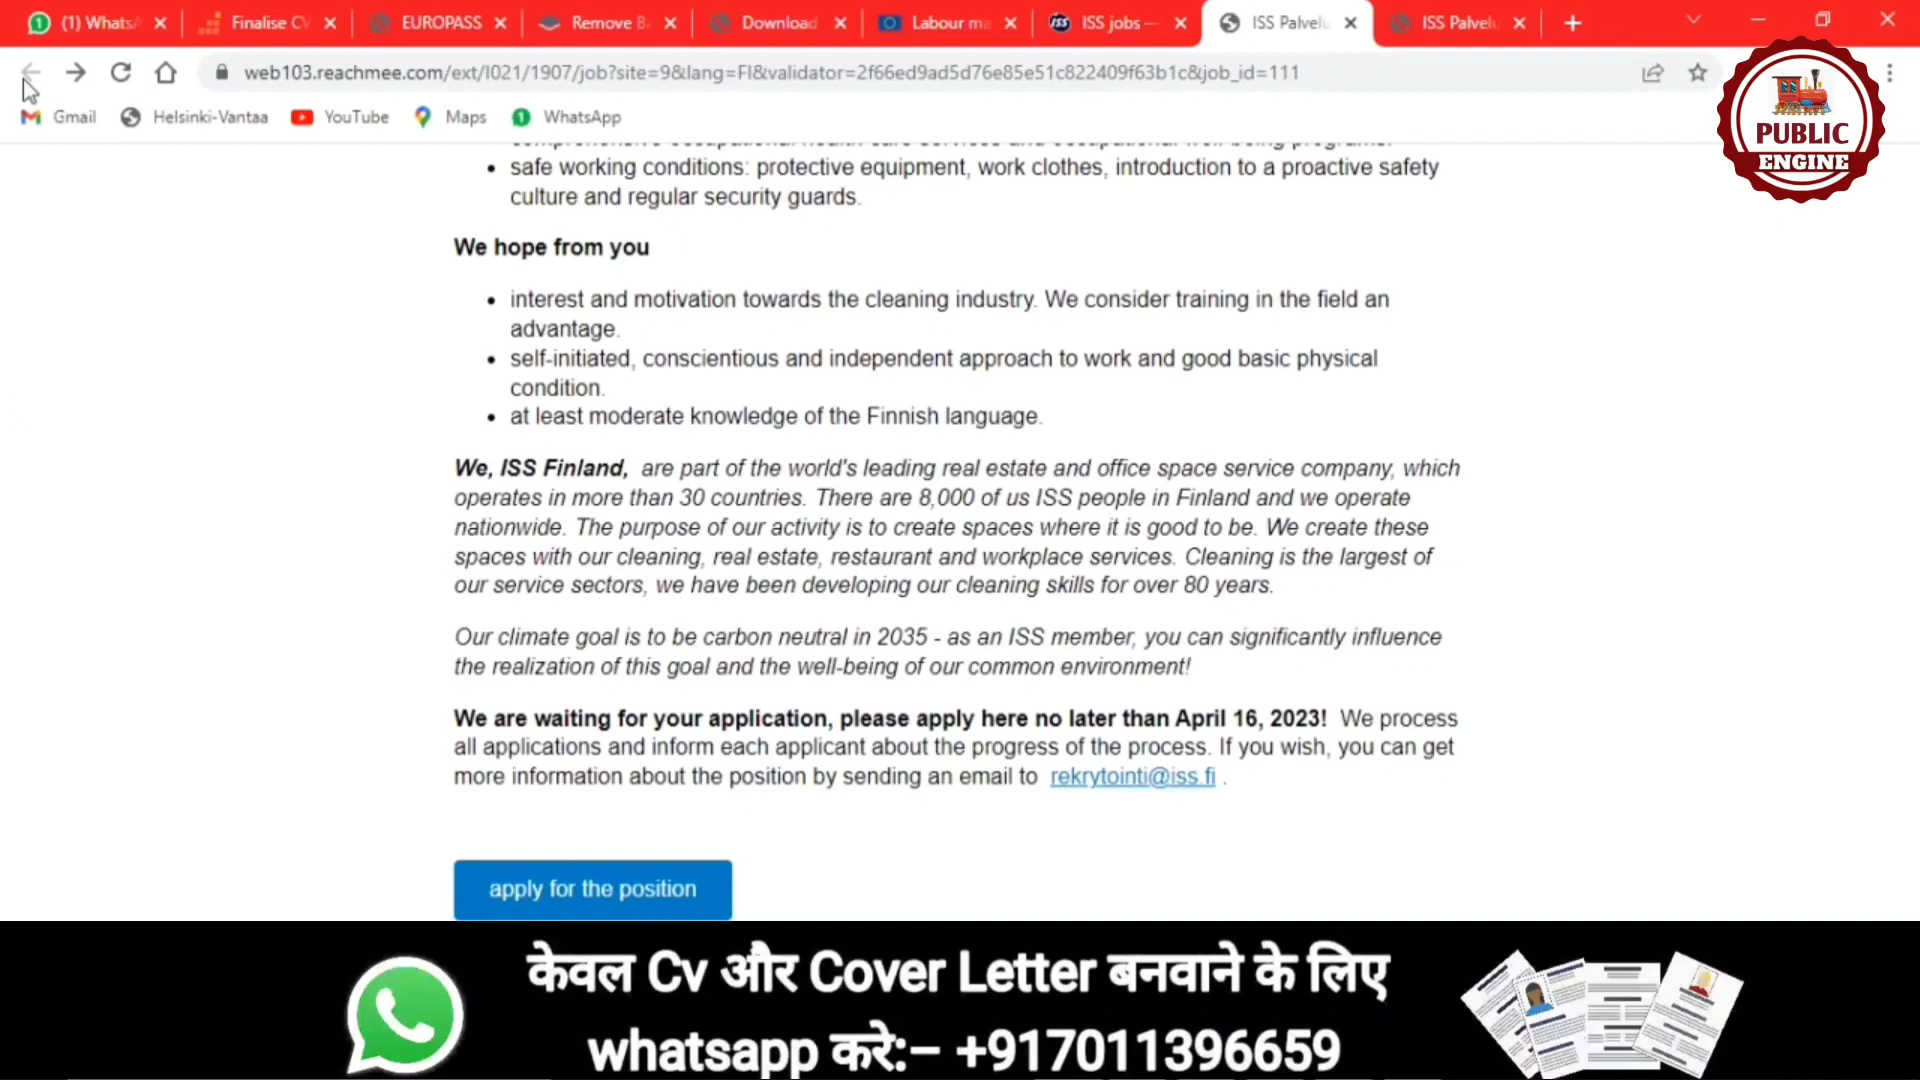 (1) Whats
Finalise CV
EUROPASS
Remove B
Download
Labour ma
ISS jobs —
ISS Palvelu
ISS Palvelu
web103.reachmee.com/ext/I021/1907/job?site=9&lang=FI&validator=2f66ed9ad5d76e85e51c822409f63b1c&job_id=111
Gmail
Helsinki-Vantaa
YouTube
Maps
WhatsApp
PUBLIC
ENGINE
• safe working conditions: protective equipment, work clothes, introduction to a proactive safety
culture and regular security guards.
We hope from you
• interest and motivation towards the cleaning industry. We consider training in the field an
advantage.
• self-initiated, conscientious and independent approach to work and good basic physical
condition.
• at least moderate knowledge of the Finnish language.
We, ISS Finland, are part of the world's leading real estate and office space service company, which
operates in more than 30 countries. There are 8,000 of us ISS people in Finland and we operate
nationwide. The purpose of our activity is to create spaces where it is good to be. We create these
spaces with our cleaning, real estate, restaurant and workplace services. Cleaning is the largest of
our service sectors, we have been developing our cleaning skills for over 80 years.
Our climate goal is to be carbon neutral in 2035 - as an ISS member, you can significantly influence
the realization of this goal and the well-being of our common environment!
We are waiting for your application, please apply here no later than April 16, 2023! We process
all applications and inform each applicant about the progress of the process. If you wish, you can get
more information about the position by sending an email to rekrytointi@iss.fi .
apply for the position
केवल Cv और Cover Letter बनवाने के लिए
whatsapp करे:– +917011396659